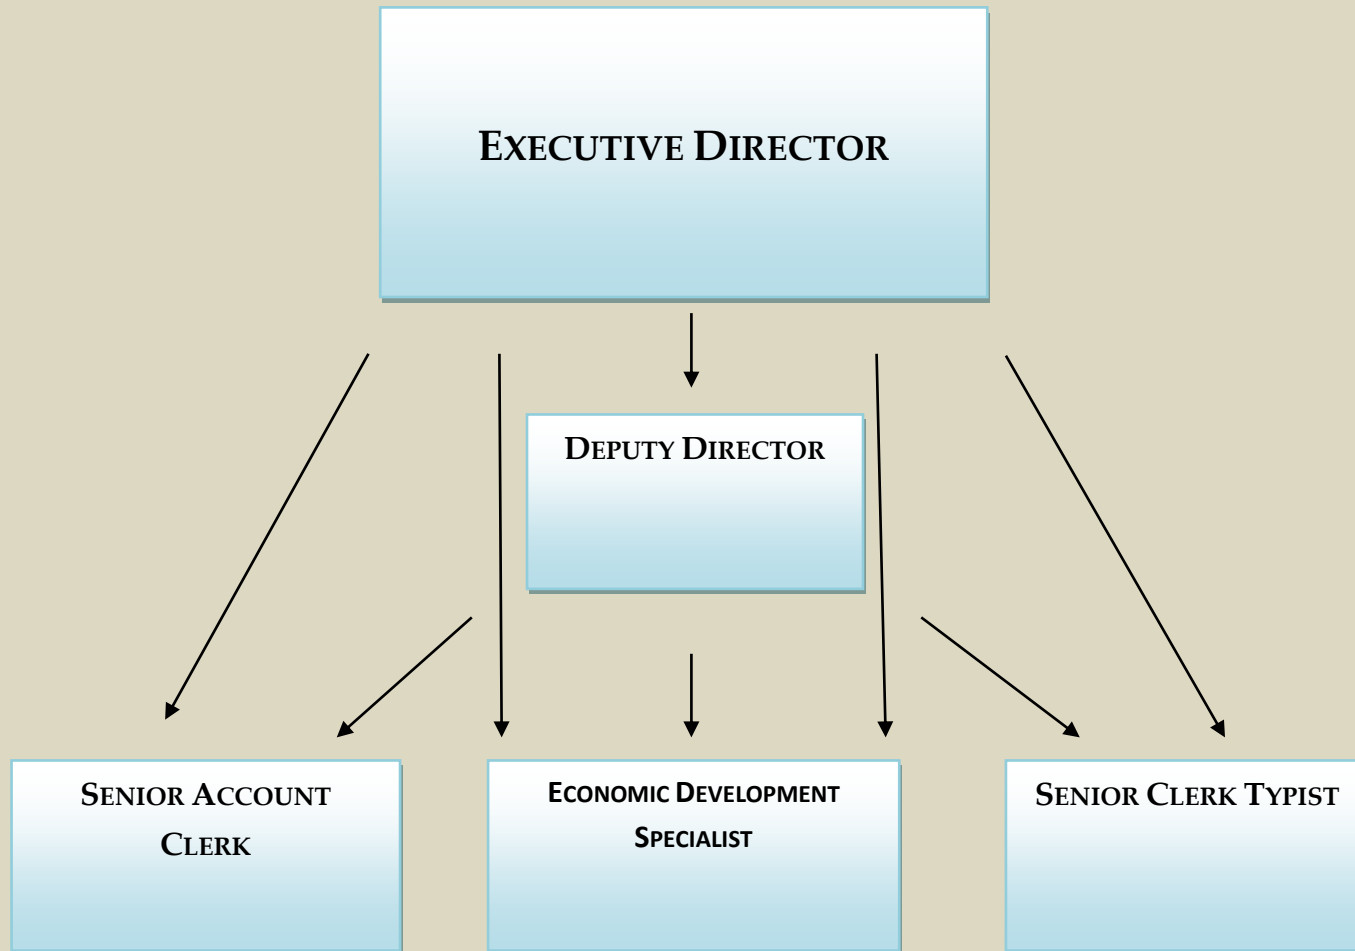 EXECUTIVE DIRECTOR
DEPUTY DIRECTOR
SENIOR ACCOUNT
CLERK
ECONOMIC DEVELOPMENT
SPECIALIST
SENIOR CLERK TYPIST